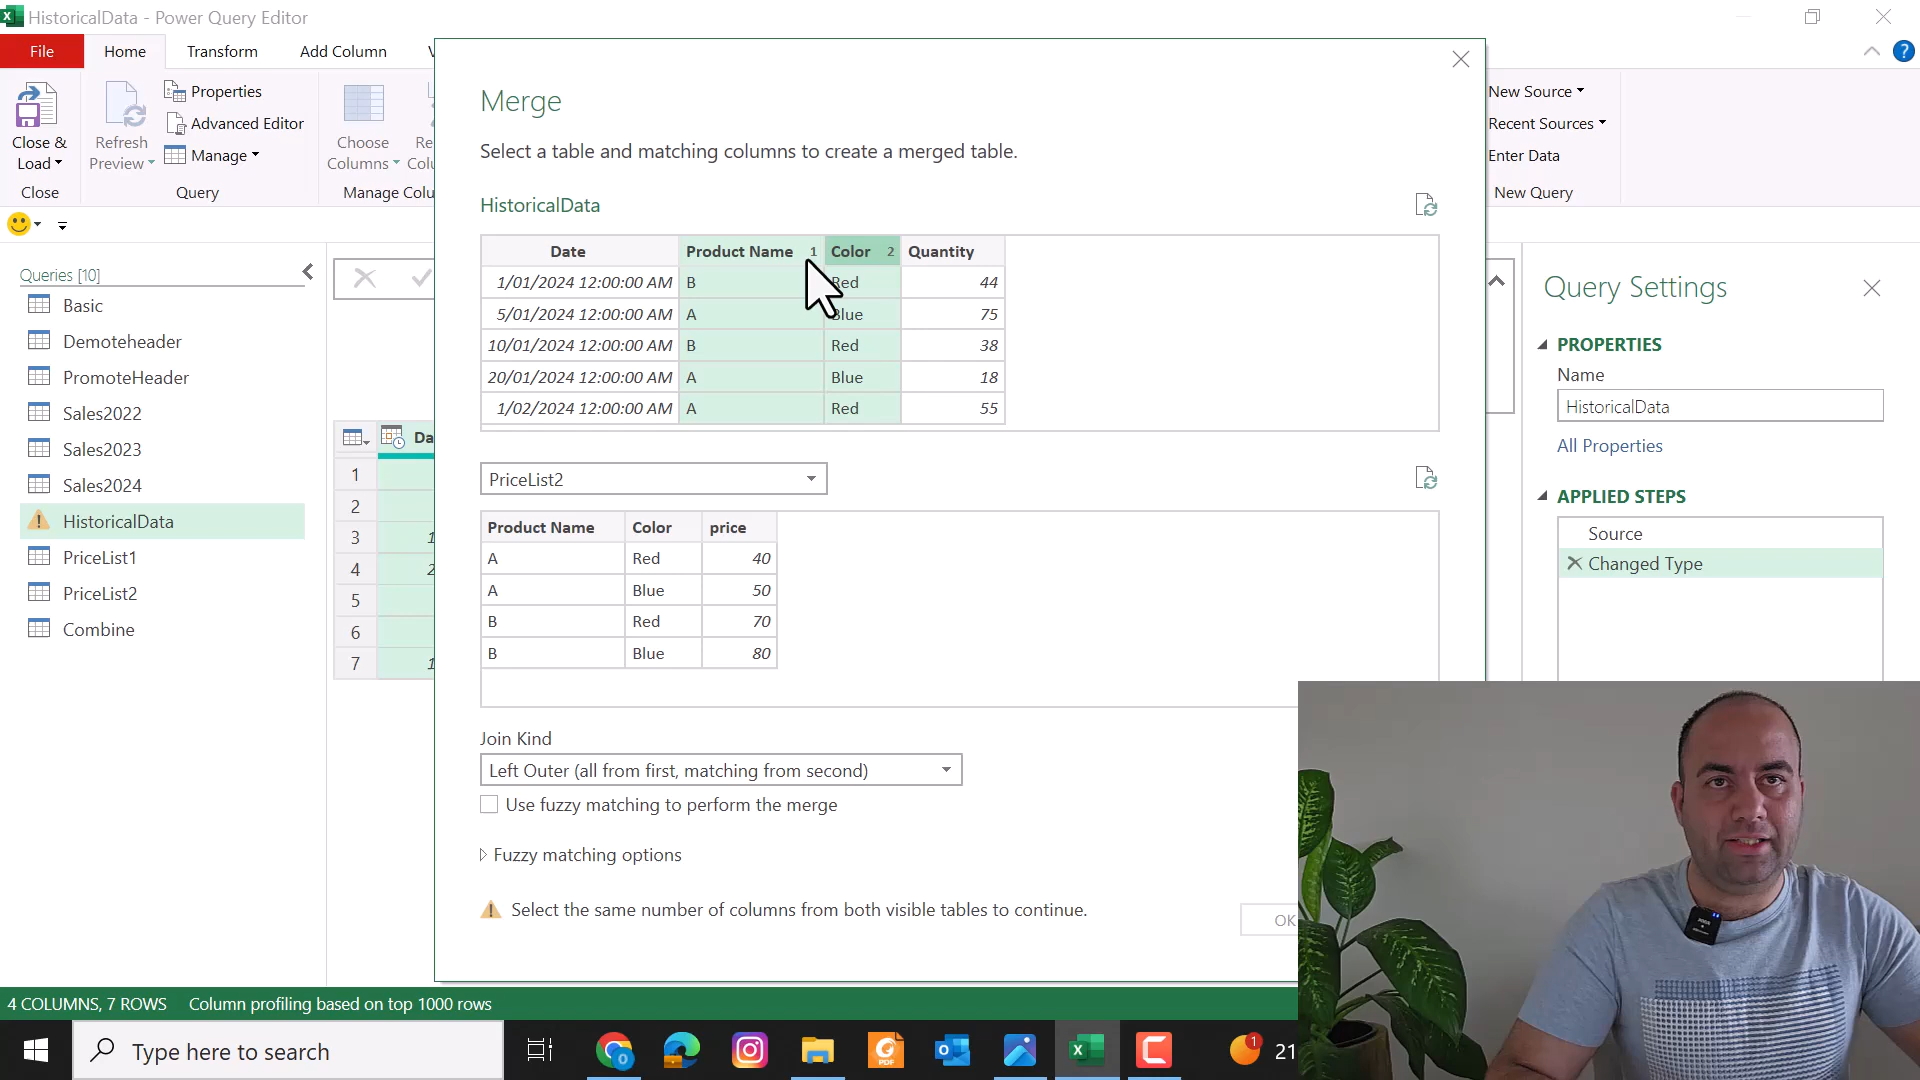 HistoricalData - Power Query Editor
File Home Transform Add Column
Close & Load
Close
Refresh Preview
Properties
Advanced Editor
Manage
Query
Choose Columns
Manage Colu
New Source
Recent Sources
Enter Data
New Query
Queries [10]
Basic
Demoteheader
PromoteHeader
Sales2022
Sales2023
Sales2024
HistoricalData
PriceList1
PriceList2
Combine
Da
1
2
3 1
4 2
5
6
7 1
Merge
Select a table and matching columns to create a merged table.
HistoricalData
Date Product Name 1 Color 2 Quantity
1/01/2024 12:00:00 AM B Red 44
5/01/2024 12:00:00 AM A Blue 75
10/01/2024 12:00:00 AM B Red 38
20/01/2024 12:00:00 AM A Blue 18
1/02/2024 12:00:00 AM A Red 55
PriceList2
Product Name Color price
A Red 40
A Blue 50
B Red 70
B Blue 80
Join Kind
Left Outer (all from first, matching from second)
Use fuzzy matching to perform the merge
Fuzzy matching options
Select the same number of columns from both visible tables to continue.
OK
Query Settings
PROPERTIES
Name
HistoricalData
All Properties
APPLIED STEPS
Source
Changed Type
4 COLUMNS, 7 ROWS Column profiling based on top 1000 rows
Type here to search
PDF
1
21